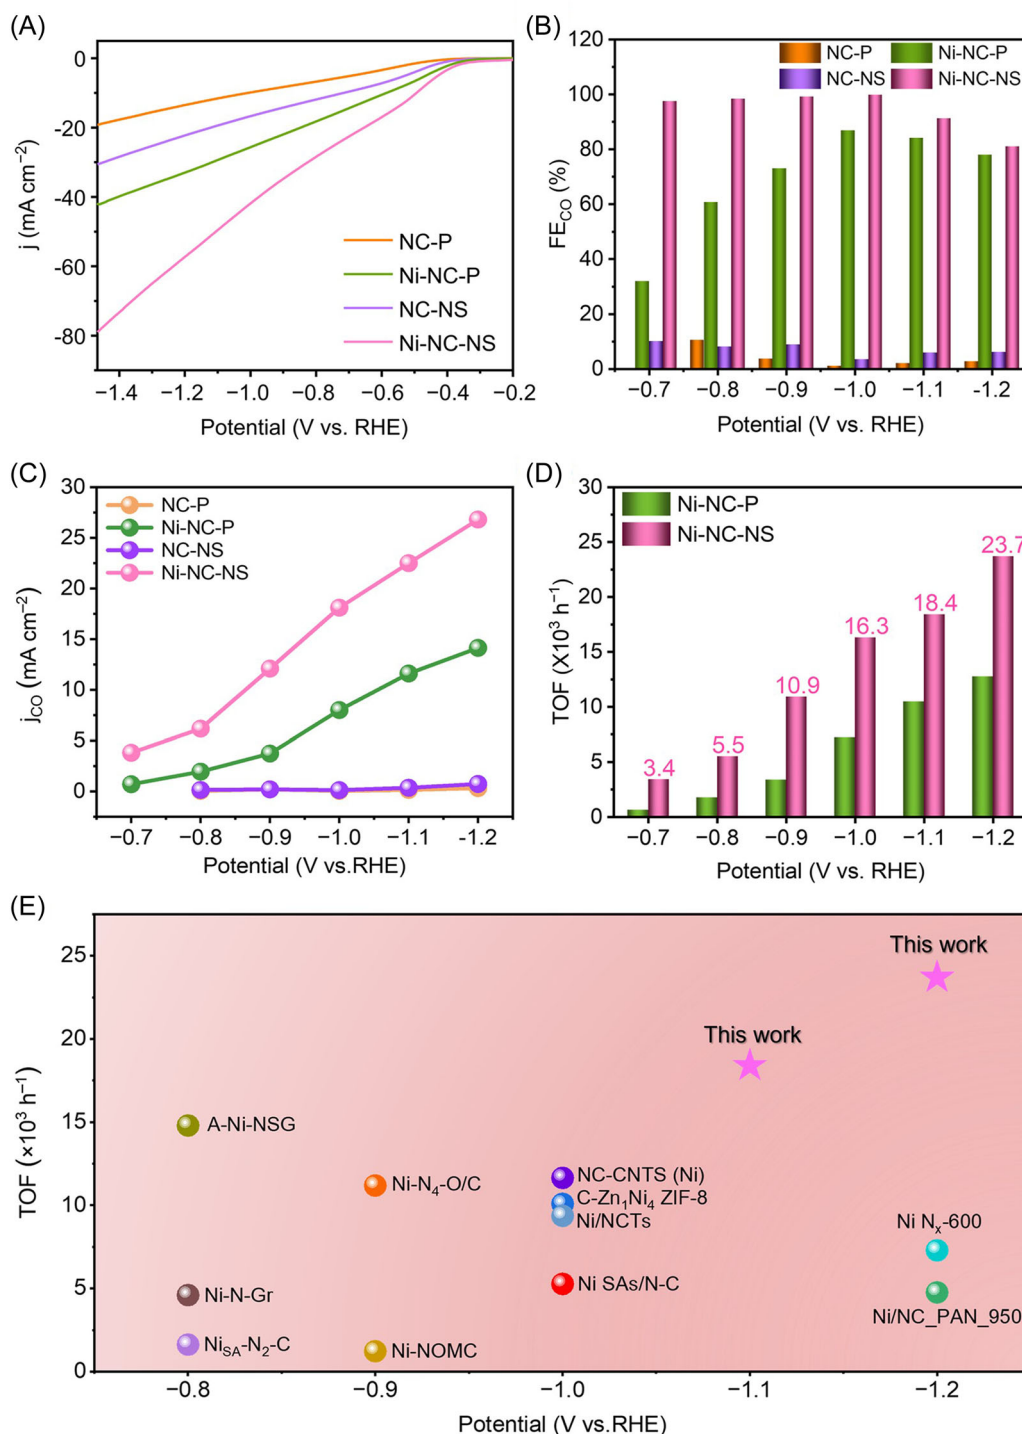 (A)
0
-20
-40
-60
-80
j (mA cm⁻²)
NC-P
Ni-NC-P
NC-NS
Ni-NC-NS
-1.4 -1.2 -1.0 -0.8 -0.6 -0.4 -0.2
Potential (V vs. RHE)
(B)
120
100
80
60
40
20
0
FE_CO (%)
NC-P Ni-NC-P
NC-NS Ni-NC-NS
-0.7 -0.8 -0.9 -1.0 -1.1 -1.2
Potential (V vs. RHE)
(C)
30
25
20
15
10
5
0
j_CO (mA cm⁻²)
NC-P
Ni-NC-P
NC-NS
Ni-NC-NS
−0.7 −0.8 −0.9 −1.0 −1.1 -1.2
Potential (V vs.RHE)
(D)
30
25
20
15
10
5
0
TOF (X10³ h⁻¹)
Ni-NC-P
Ni-NC-NS
3.4
5.5
10.9
16.3
18.4
23.7
−0.7 −0.8 −0.9 −1.0 −1.1 -1.2
Potential (V vs. RHE)
(E)
25
20
15
10
5
0
TOF (×10³ h⁻¹)
This work
This work
A-Ni-NSG
Ni-N₄-O/C
NC-CNTS (Ni)
C-Zn₁Ni₄ ZIF-8
Ni/NCTs
Ni Nₓ-600
Ni SAs/N-C
Ni-N-Gr
Ni/NC_PAN_950
Ni_SA-N₂-C
Ni-NOMC
−0.8 −0.9 −1.0 −1.1 −1.2
Potential (V vs.RHE)